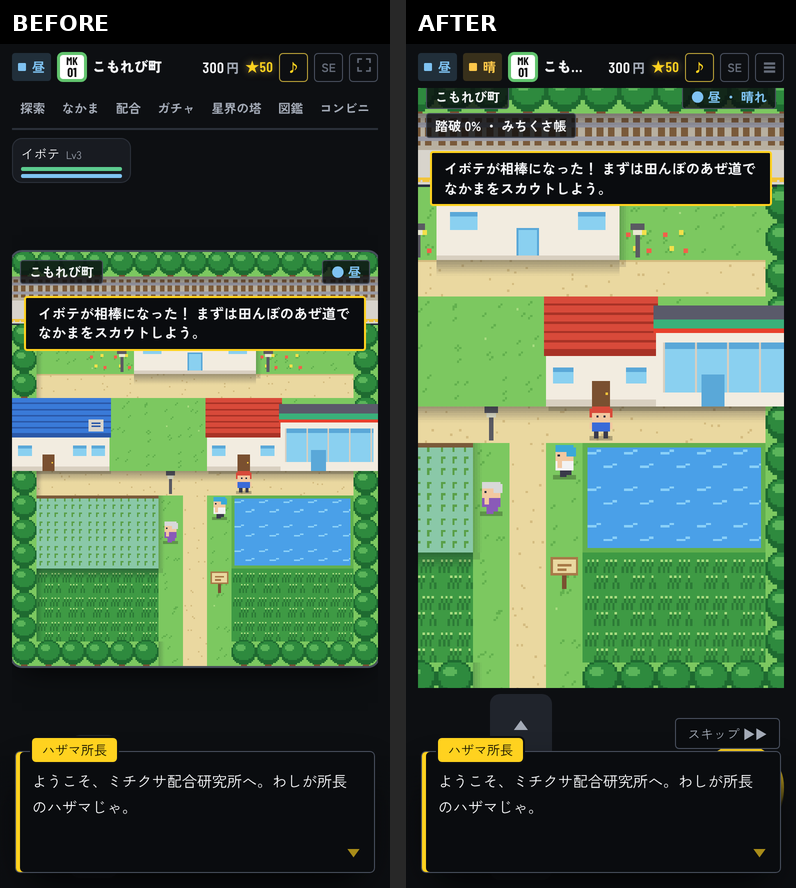 BEFORE
昼 MK 01 こもれび町 300円 ★50 ♪ SE
探索 なかま 配合 ガチャ 星界の塔 図鑑 コンビニ
イボテ Lv3
こもれび町 昼
イボテが相棒になった！ まずは田んぼのあぜ道で
なかまをスカウトしよう。
ハザマ所長
ようこそ、ミチクサ配合研究所へ。わしが所長
のハザマじゃ。
AFTER
昼 晴 MK 01 こも… 300円 ★50 ♪ SE
こもれび町 昼・晴れ
踏破 0% ・ みちくさ帳
イボテが相棒になった！ まずは田んぼのあぜ道で
なかまをスカウトしよう。
スキップ ▶▶
ハザマ所長
ようこそ、ミチクサ配合研究所へ。わしが所長
のハザマじゃ。